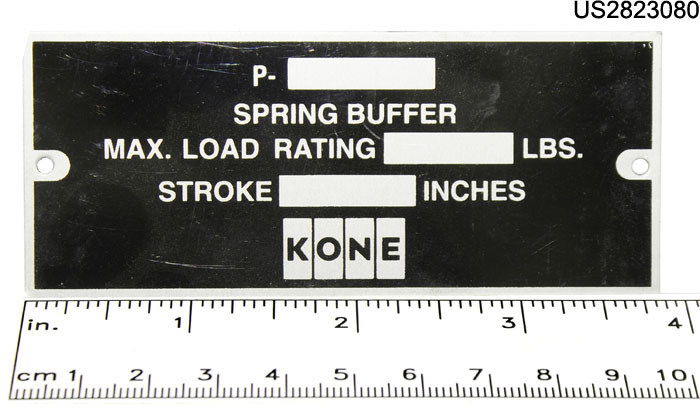 US2823080
P-
SPRING BUFFER
MAX. LOAD RATING LBS.
STROKE INCHES
KONE
in. 1 2 3 4
cm 1 2 3 4 5 6 7 8 9 10